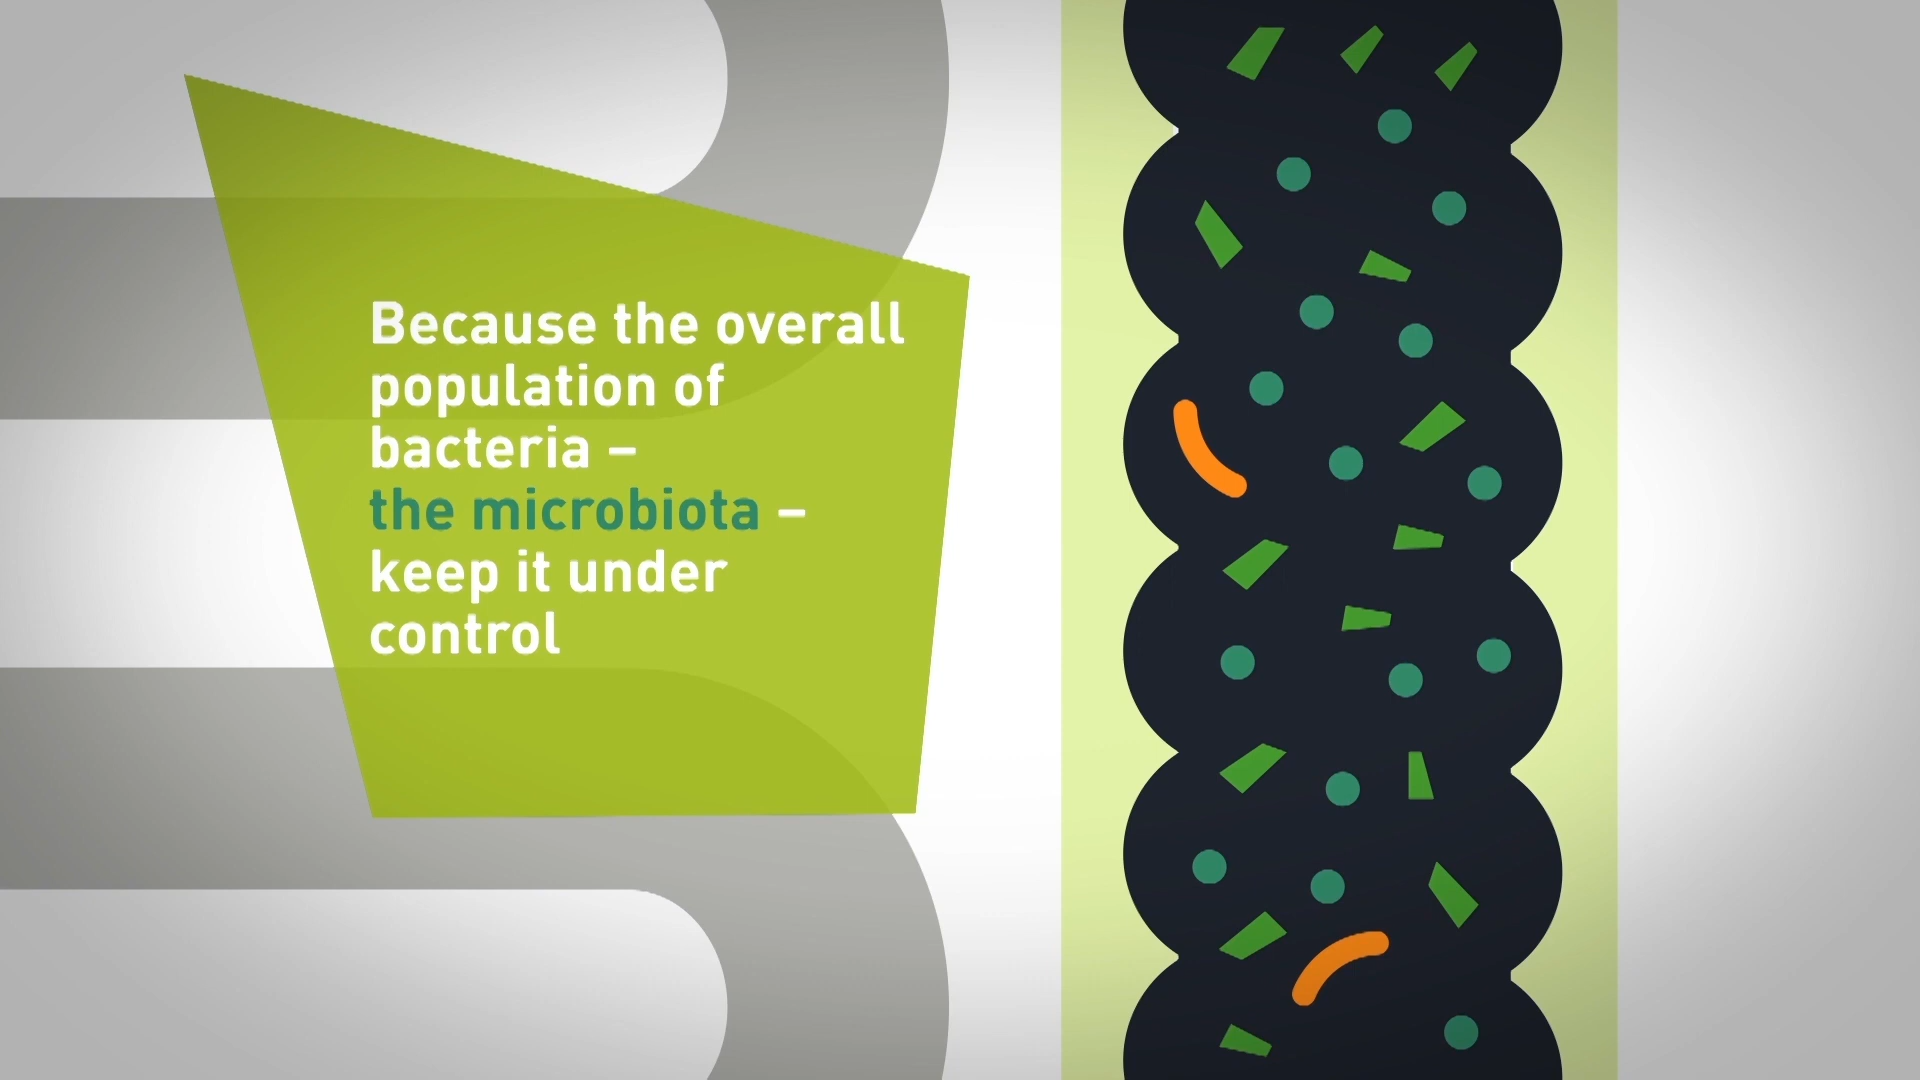 Because the overall
population of
bacteria –
the microbiota –
keep it under
control